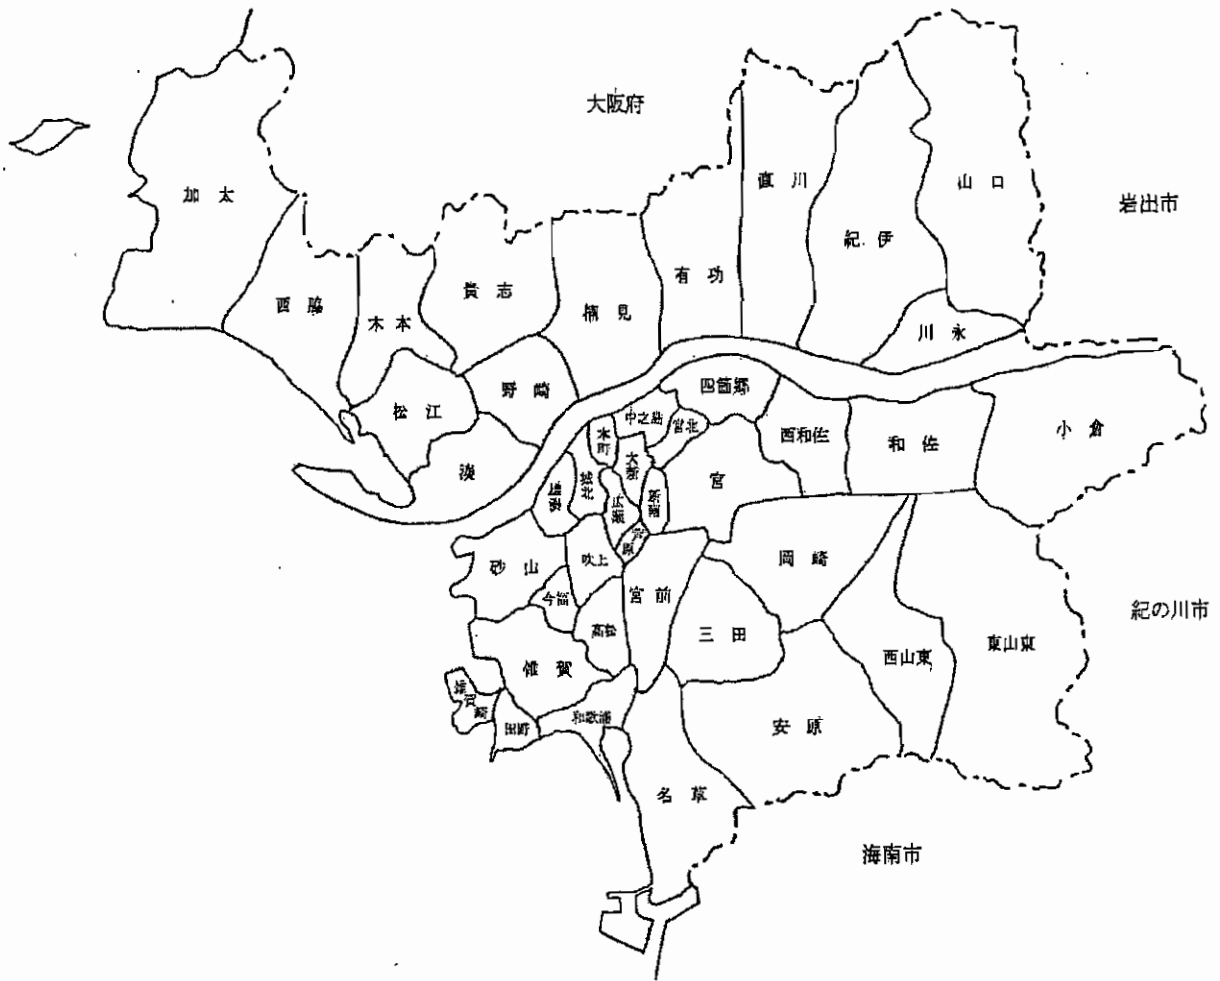 大阪府
岩出市
紀の川市
海南市
加太
西脇
木本
貴志
楠見
有功
直川
紀伊
山口
川永
松江
野崎
湊
四箇郷
中之島
宮北
本町
大新
城北
広瀬
新南
宮
西和佐
和佐
小倉
砂山
吹上
今福
高松
宮前
岡崎
三田
西山東
東山東
安原
雑賀
雑賀崎
田野
和歌浦
名草